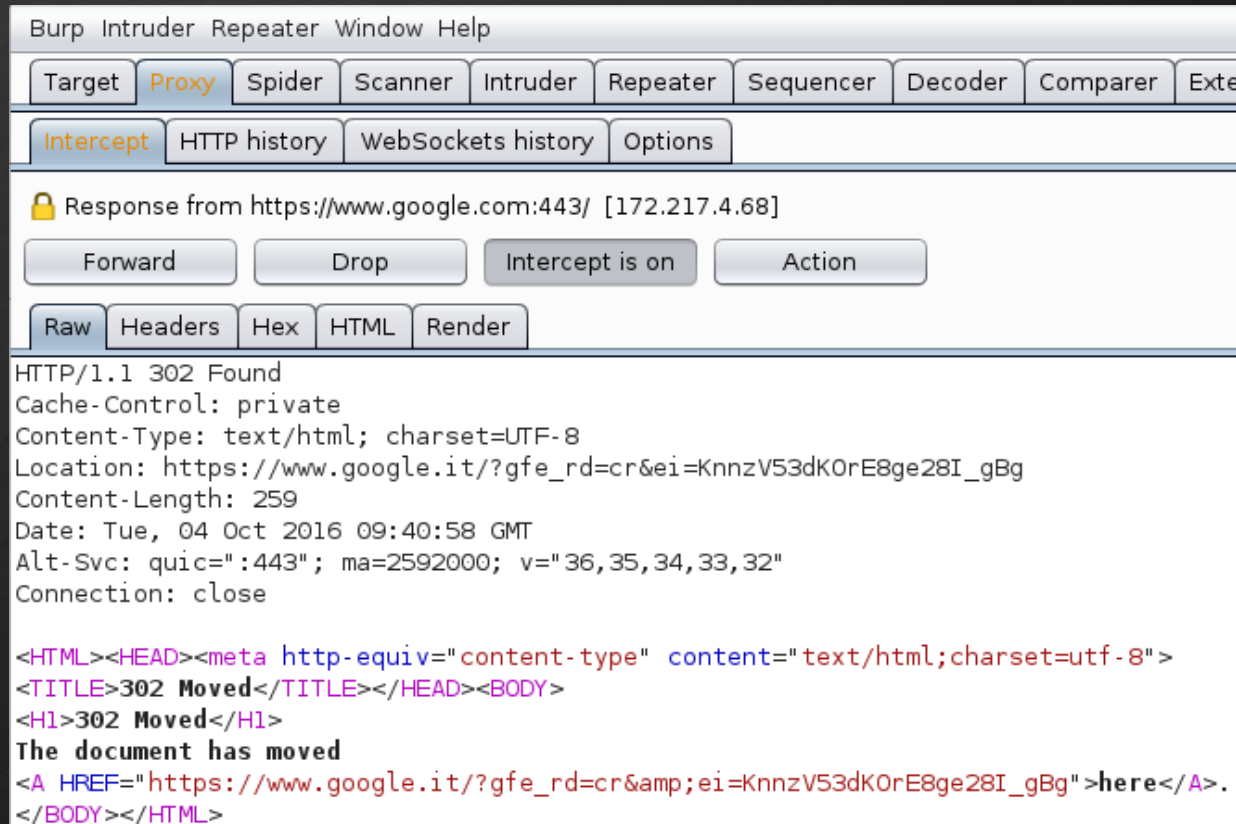 Burp Intruder Repeater Window Help
Target Proxy Spider Scanner Intruder Repeater Sequencer Decoder Comparer Exte
Intercept HTTP history WebSockets history Options
Response from https://www.google.com:443/ [172.217.4.68]
Forward Drop Intercept is on Action
Raw Headers Hex HTML Render
HTTP/1.1 302 Found
Cache-Control: private
Content-Type: text/html; charset=UTF-8
Location: https://www.google.it/?gfe_rd=cr&ei=KnnzV53dKOrE8ge28I_gBg
Content-Length: 259
Date: Tue, 04 Oct 2016 09:40:58 GMT
Alt-Svc: quic=":443"; ma=2592000; v="36,35,34,33,32"
Connection: close
<HTML><HEAD><meta http-equiv="content-type" content="text/html;charset=utf-8">
<TITLE>302 Moved</TITLE></HEAD><BODY>
<H1>302 Moved</H1>
The document has moved
<A HREF="https://www.google.it/?gfe_rd=cr&amp;ei=KnnzV53dKOrE8ge28I_gBg">here</A>.
</BODY></HTML>